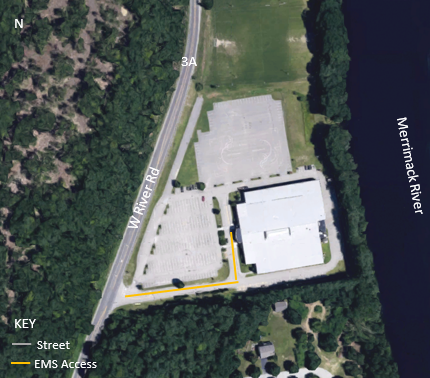 N
3A
W River Rd
Merrimack River
KEY
Street
EMS Access